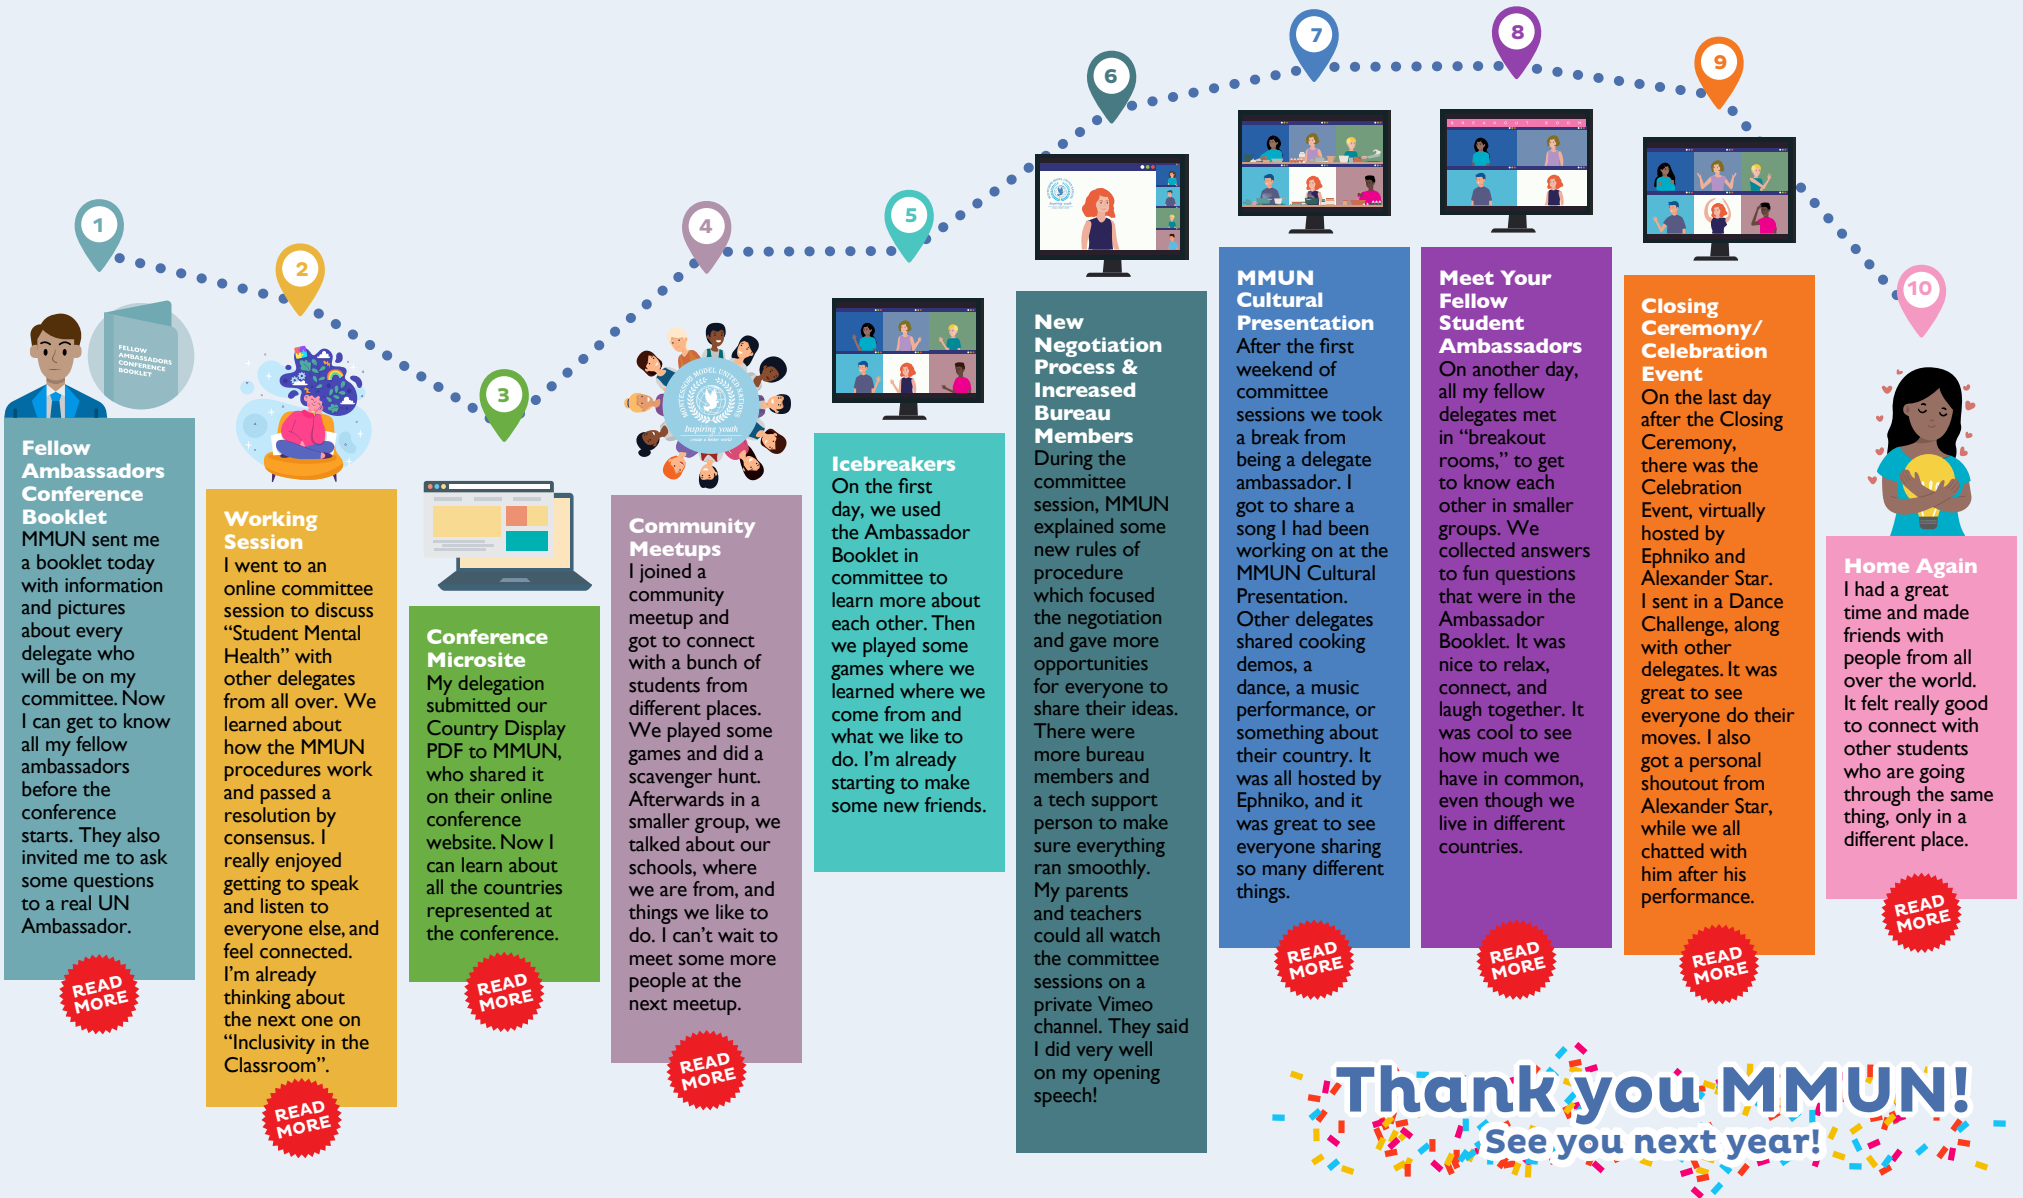 1
FELLOW
AMBASSADORS
CONFERENCE
BOOKLET
Fellow
Ambassadors
Conference
Booklet
MMUN sent me
a booklet today
with information
and pictures
about every
delegate who
will be on my
committee. Now
I can get to know
all my fellow
ambassadors
before the
conference
starts. They also
invited me to ask
some questions
to a real UN
Ambassador.
READ
MORE
2
Working
Session
I went to an
online committee
session to discuss
“Student Mental
Health” with
other delegates
from all over. We
learned about
how the MMUN
procedures work
and passed a
resolution by
consensus. I
really enjoyed
getting to speak
and listen to
everyone else, and
feel connected.
I’m already
thinking about
the next one on
“Inclusivity in the
Classroom”.
READ
MORE
3
Conference
Microsite
My delegation
submitted our
Country Display
PDF to MMUN,
who shared it
on their online
conference
website. Now I
can learn about
all the countries
represented at
the conference.
READ
MORE
4
MONTESSORI MODEL UNITED NATIONS
Inspiring youth
create a better world
Community
Meetups
I joined a
community
meetup and
got to connect
with a bunch of
students from
different places.
We played some
games and did a
scavenger hunt.
Afterwards in a
smaller group, we
talked about our
schools, where
we are from, and
things we like to
do. I can’t wait to
meet some more
people at the
next meetup.
READ
MORE
5
Icebreakers
On the first
day, we used
the Ambassador
Booklet in
committee to
learn more about
each other. Then
we played some
games where we
learned where we
come from and
what we like to
do. I’m already
starting to make
some new friends.
6
New
Negotiation
Process &
Increased
Bureau
Members
During the
committee
session, MMUN
explained some
new rules of
procedure
which focused
the negotiation
and gave more
opportunities
for everyone to
share their ideas.
There were
more bureau
members and
a tech support
person to make
sure everything
ran smoothly.
My parents
and teachers
could all watch
the committee
sessions on a
private Vimeo
channel. They said
I did very well
on my opening
speech!
7
MMUN
Cultural
Presentation
After the first
weekend of
committee
sessions we took
a break from
being a delegate
ambassador. I
got to share a
song I had been
working on at the
MMUN Cultural
Presentation.
Other delegates
shared cooking
demos, a
dance, a music
performance, or
something about
their country. It
was all hosted by
Ephniko, and it
was great to see
everyone sharing
so many different
things.
READ
MORE
8
BREAKOUT ROOM
Meet Your
Fellow
Student
Ambassadors
On another day,
all my fellow
delegates met
in “breakout
rooms,” to get
to know each
other in smaller
groups. We
collected answers
to fun questions
that were in the
Ambassador
Booklet. It was
nice to relax,
connect, and
laugh together. It
was cool to see
how much we
have in common,
even though we
live in different
countries.
READ
MORE
9
Closing
Ceremony/
Celebration
Event
On the last day
after the Closing
Ceremony,
there was the
Celebration
Event, virtually
hosted by
Ephniko and
Alexander Star.
I sent in a Dance
Challenge, along
with other
delegates. It was
great to see
everyone do their
moves. I also
got a personal
shoutout from
Alexander Star,
while we all
chatted with
him after his
performance.
READ
MORE
10
Home Again
I had a great
time and made
friends with
people from all
over the world.
It felt really good
to connect with
other students
who are going
through the same
thing, only in a
different place.
READ
MORE
Thank you MMUN!
See you next year!